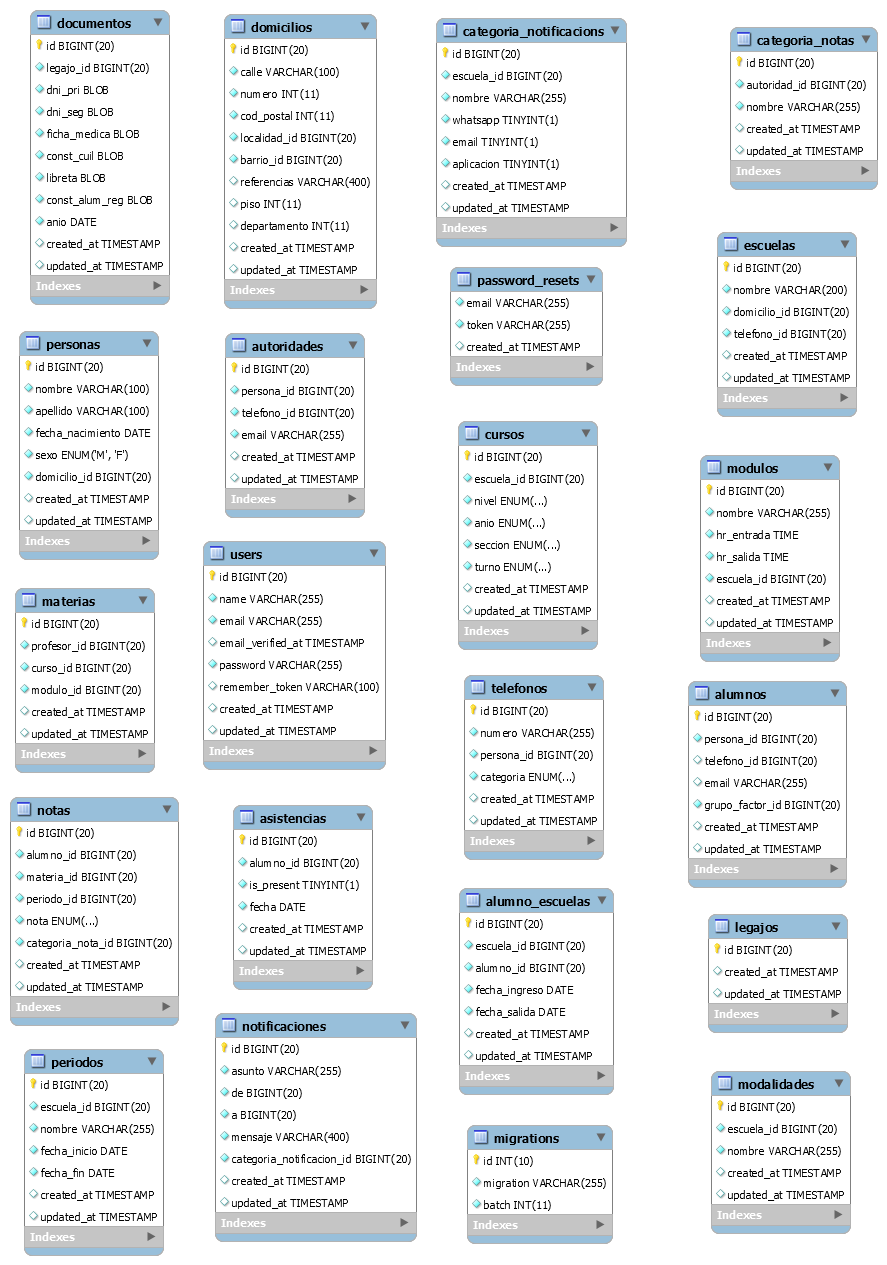 documentos
id BIGINT(20)
legajo_id BIGINT(20)
dni_pri BLOB
dni_seg BLOB
ficha_medica BLOB
const_cuil BLOB
libreta BLOB
const_alum_reg BLOB
anio DATE
created_at TIMESTAMP
updated_at TIMESTAMP
Indexes
domicilios
id BIGINT(20)
calle VARCHAR(100)
numero INT(11)
cod_postal INT(11)
localidad_id BIGINT(20)
barrio_id BIGINT(20)
referencias VARCHAR(400)
piso INT(11)
departamento INT(11)
created_at TIMESTAMP
updated_at TIMESTAMP
Indexes
categoria_notificacions
id BIGINT(20)
escuela_id BIGINT(20)
nombre VARCHAR(255)
whatsapp TINYINT(1)
email TINYINT(1)
aplicacion TINYINT(1)
created_at TIMESTAMP
updated_at TIMESTAMP
Indexes
categoria_notas
id BIGINT(20)
autoridad_id BIGINT(20)
nombre VARCHAR(255)
created_at TIMESTAMP
updated_at TIMESTAMP
Indexes
escuelas
id BIGINT(20)
nombre VARCHAR(200)
domicilio_id BIGINT(20)
telefono_id BIGINT(20)
created_at TIMESTAMP
updated_at TIMESTAMP
Indexes
password_resets
email VARCHAR(255)
token VARCHAR(255)
created_at TIMESTAMP
Indexes
personas
id BIGINT(20)
nombre VARCHAR(100)
apellido VARCHAR(100)
fecha_nacimiento DATE
sexo ENUM('M', 'F')
domicilio_id BIGINT(20)
created_at TIMESTAMP
updated_at TIMESTAMP
Indexes
autoridades
id BIGINT(20)
persona_id BIGINT(20)
telefono_id BIGINT(20)
email VARCHAR(255)
created_at TIMESTAMP
updated_at TIMESTAMP
Indexes
cursos
id BIGINT(20)
escuela_id BIGINT(20)
nivel ENUM(...)
anio ENUM(...)
seccion ENUM(...)
turno ENUM(...)
created_at TIMESTAMP
updated_at TIMESTAMP
Indexes
modulos
id BIGINT(20)
nombre VARCHAR(255)
hr_entrada TIME
hr_salida TIME
escuela_id BIGINT(20)
created_at TIMESTAMP
updated_at TIMESTAMP
Indexes
users
id BIGINT(20)
name VARCHAR(255)
email VARCHAR(255)
email_verified_at TIMESTAMP
password VARCHAR(255)
remember_token VARCHAR(100)
created_at TIMESTAMP
updated_at TIMESTAMP
Indexes
materias
id BIGINT(20)
profesor_id BIGINT(20)
curso_id BIGINT(20)
modulo_id BIGINT(20)
created_at TIMESTAMP
updated_at TIMESTAMP
Indexes
telefonos
id BIGINT(20)
numero VARCHAR(255)
persona_id BIGINT(20)
categoria ENUM(...)
created_at TIMESTAMP
updated_at TIMESTAMP
Indexes
alumnos
id BIGINT(20)
persona_id BIGINT(20)
telefono_id BIGINT(20)
email VARCHAR(255)
grupo_factor_id BIGINT(20)
created_at TIMESTAMP
updated_at TIMESTAMP
Indexes
notas
id BIGINT(20)
alumno_id BIGINT(20)
materia_id BIGINT(20)
periodo_id BIGINT(20)
nota ENUM(...)
categoria_nota_id BIGINT(20)
created_at TIMESTAMP
updated_at TIMESTAMP
Indexes
asistencias
id BIGINT(20)
alumno_id BIGINT(20)
is_present TINYINT(1)
fecha DATE
created_at TIMESTAMP
updated_at TIMESTAMP
Indexes
alumno_escuelas
id BIGINT(20)
escuela_id BIGINT(20)
alumno_id BIGINT(20)
fecha_ingreso DATE
fecha_salida DATE
created_at TIMESTAMP
updated_at TIMESTAMP
Indexes
legajos
id BIGINT(20)
created_at TIMESTAMP
updated_at TIMESTAMP
Indexes
periodos
id BIGINT(20)
escuela_id BIGINT(20)
nombre VARCHAR(255)
fecha_inicio DATE
fecha_fin DATE
created_at TIMESTAMP
updated_at TIMESTAMP
Indexes
notificaciones
id BIGINT(20)
asunto VARCHAR(255)
de BIGINT(20)
a BIGINT(20)
mensaje VARCHAR(400)
categoria_notificacion_id BIGINT(20)
created_at TIMESTAMP
updated_at TIMESTAMP
Indexes
migrations
id INT(10)
migration VARCHAR(255)
batch INT(11)
Indexes
modalidades
id BIGINT(20)
escuela_id BIGINT(20)
nombre VARCHAR(255)
created_at TIMESTAMP
updated_at TIMESTAMP
Indexes